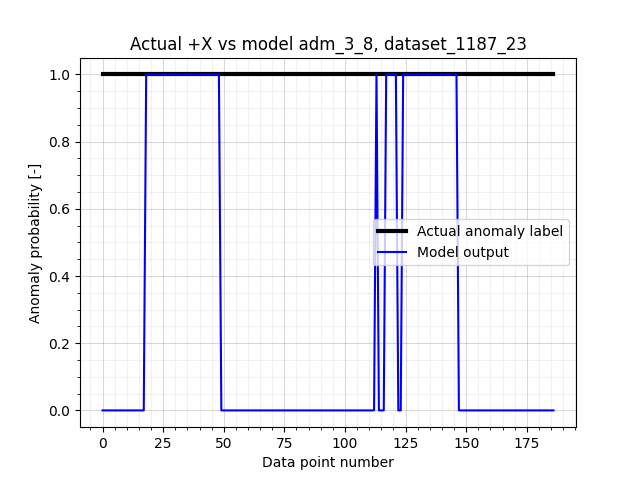 Actual +X vs model adm_3_8, dataset_1187_23
Anomaly probability [-]
1.0
0.8
0.6
0.4
0.2
0.0
Actual anomaly label
Model output
0 25 50 75 100 125 150 175
Data point number